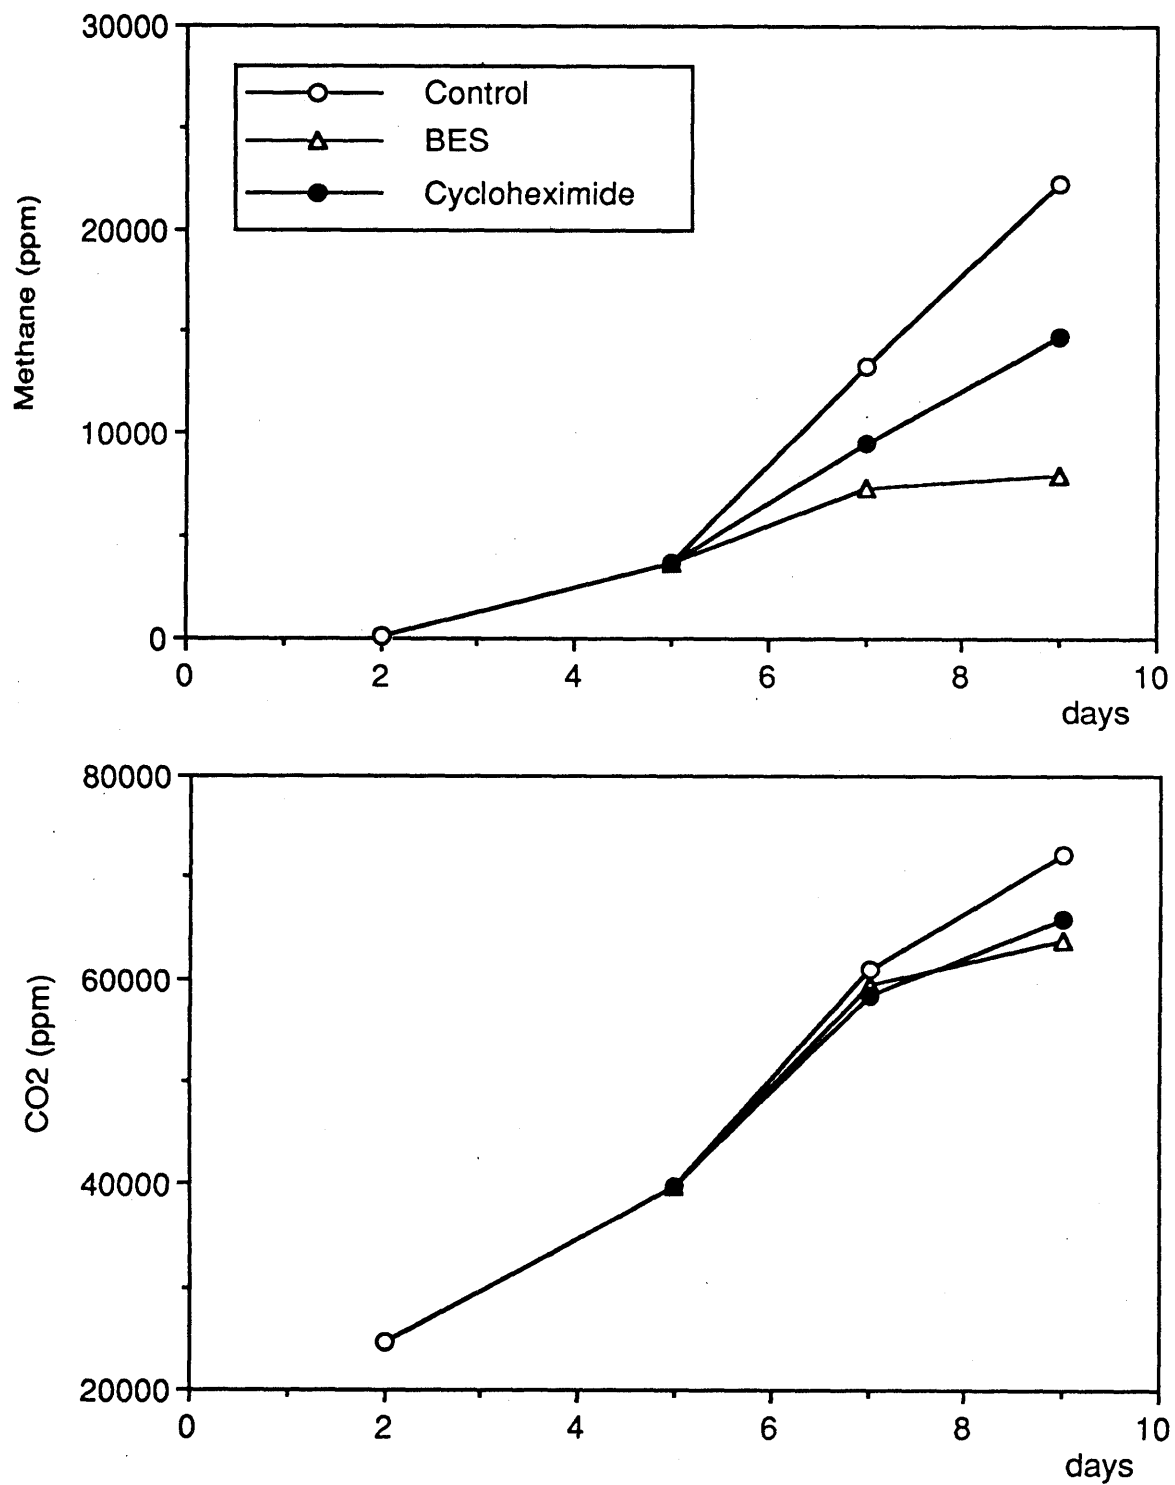 30000
Control
BES
Cycloheximide
20000
Methane (ppm)
10000
0
0 2 4 6 8 10
days
80000
60000
CO2 (ppm)
40000
20000
0 2 4 6 8 10
days